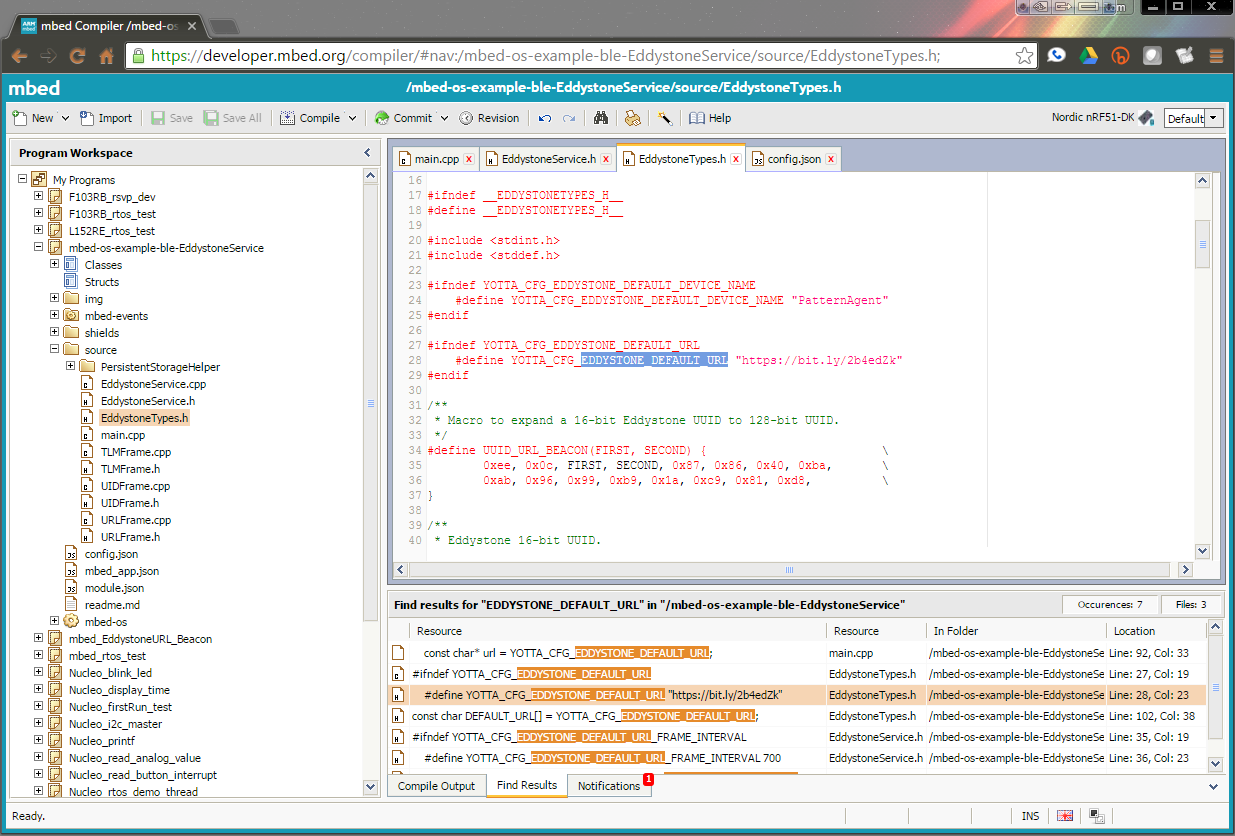 mbed Compiler /mbed-os
https://developer.mbed.org/compiler/#nav:/mbed-os-example-ble-EddystoneService/source/EddystoneTypes.h;
mbed
/mbed-os-example-ble-EddystoneService/source/EddystoneTypes.h
New Import Save Save All Compile Commit Revision Help Nordic nRF51-DK Default
Program Workspace
My Programs
F103RB_rsvp_dev
F103RB_rtos_test
L152RE_rtos_test
mbed-os-example-ble-EddystoneService
Classes
Structs
img
mbed-events
shields
source
PersistentStorageHelper
EddystoneService.cpp
EddystoneService.h
EddystoneTypes.h
main.cpp
TLMFrame.cpp
TLMFrame.h
UIDFrame.cpp
UIDFrame.h
URLFrame.cpp
URLFrame.h
config.json
mbed_app.json
module.json
readme.md
mbed-os
mbed_EddystoneURL_Beacon
mbed_rtos_test
Nucleo_blink_led
Nucleo_display_time
Nucleo_firstRun_test
Nucleo_i2c_master
Nucleo_printf
Nucleo_read_analog_value
Nucleo_read_button_interrupt
Nucleo_rtos_demo_thread
main.cpp EddystoneService.h EddystoneTypes.h config.json
16
17 #ifndef __EDDYSTONETYPES_H__
18 #define __EDDYSTONETYPES_H__
19
20 #include <stdint.h>
21 #include <stddef.h>
22
23 #ifndef YOTTA_CFG_EDDYSTONE_DEFAULT_DEVICE_NAME
24     #define YOTTA_CFG_EDDYSTONE_DEFAULT_DEVICE_NAME "PatternAgent"
25 #endif
26
27 #ifndef YOTTA_CFG_EDDYSTONE_DEFAULT_URL
28     #define YOTTA_CFG_EDDYSTONE_DEFAULT_URL "https://bit.ly/2b4edZk"
29 #endif
30
31 /**
32  * Macro to expand a 16-bit Eddystone UUID to 128-bit UUID.
33  */
34 #define UUID_URL_BEACON(FIRST, SECOND) {                         \
35         0xee, 0x0c, FIRST, SECOND, 0x87, 0x86, 0x40, 0xba,       \
36         0xab, 0x96, 0x99, 0xb9, 0x1a, 0xc9, 0x81, 0xd8,          \
37 }
38
39 /**
40  * Eddystone 16-bit UUID.
Find results for "EDDYSTONE_DEFAULT_URL" in "/mbed-os-example-ble-EddystoneService" Occurences: 7 Files: 3
Resource Resource In Folder Location
const char* url = YOTTA_CFG_EDDYSTONE_DEFAULT_URL; main.cpp /mbed-os-example-ble-EddystoneSe Line: 92, Col: 33
#ifndef YOTTA_CFG_EDDYSTONE_DEFAULT_URL EddystoneTypes.h /mbed-os-example-ble-EddystoneSe Line: 27, Col: 19
#define YOTTA_CFG_EDDYSTONE_DEFAULT_URL "https://bit.ly/2b4edZk" EddystoneTypes.h /mbed-os-example-ble-EddystoneSe Line: 28, Col: 23
const char DEFAULT_URL[] = YOTTA_CFG_EDDYSTONE_DEFAULT_URL; EddystoneTypes.h /mbed-os-example-ble-EddystoneSe Line: 102, Col: 38
#ifndef YOTTA_CFG_EDDYSTONE_DEFAULT_URL_FRAME_INTERVAL EddystoneService.h /mbed-os-example-ble-EddystoneSe Line: 35, Col: 19
#define YOTTA_CFG_EDDYSTONE_DEFAULT_URL_FRAME_INTERVAL 700 EddystoneService.h /mbed-os-example-ble-EddystoneSe Line: 36, Col: 23
Compile Output Find Results Notifications 1
Ready. INS